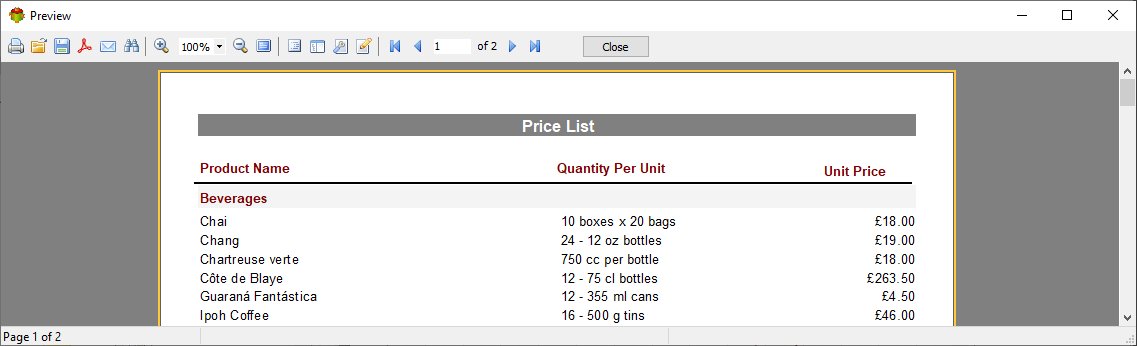 Preview
100% 1 of 2 Close
Price List
Product Name Quantity Per Unit Unit Price
Beverages
Chai 10 boxes x 20 bags £18.00
Chang 24 - 12 oz bottles £19.00
Chartreuse verte 750 cc per bottle £18.00
Côte de Blaye 12 - 75 cl bottles £263.50
Guaraná Fantástica 12 - 355 ml cans £4.50
Ipoh Coffee 16 - 500 g tins £46.00
Page 1 of 2